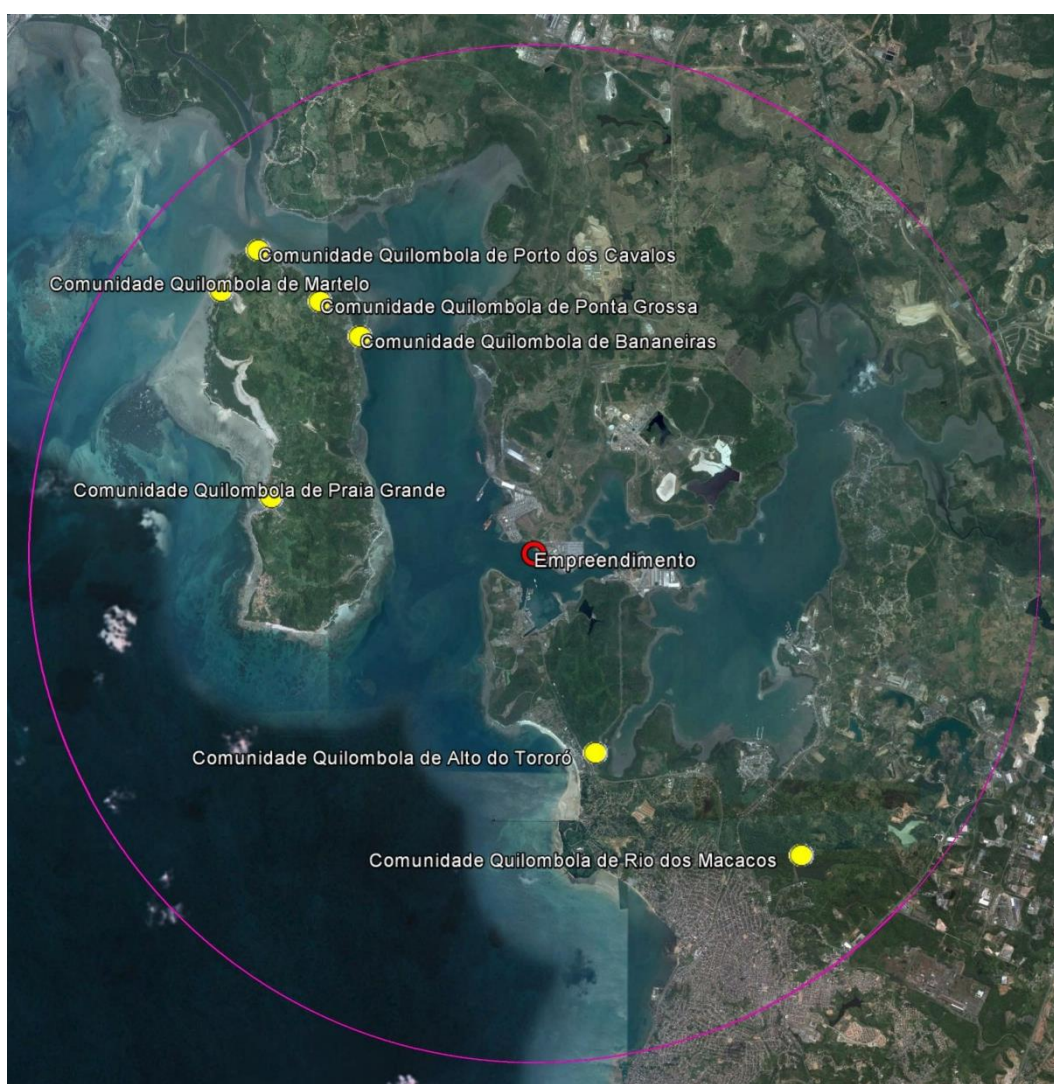 Comunidade Quilombola de Porto dos Cavalos
Comunidade Quilombola de Martelo
Comunidade Quilombola de Ponta Grossa
Comunidade Quilombola de Bananeiras
Comunidade Quilombola de Praia Grande
Empreendimento
Comunidade Quilombola de Alto do Tororó
Comunidade Quilombola de Rio dos Macacos